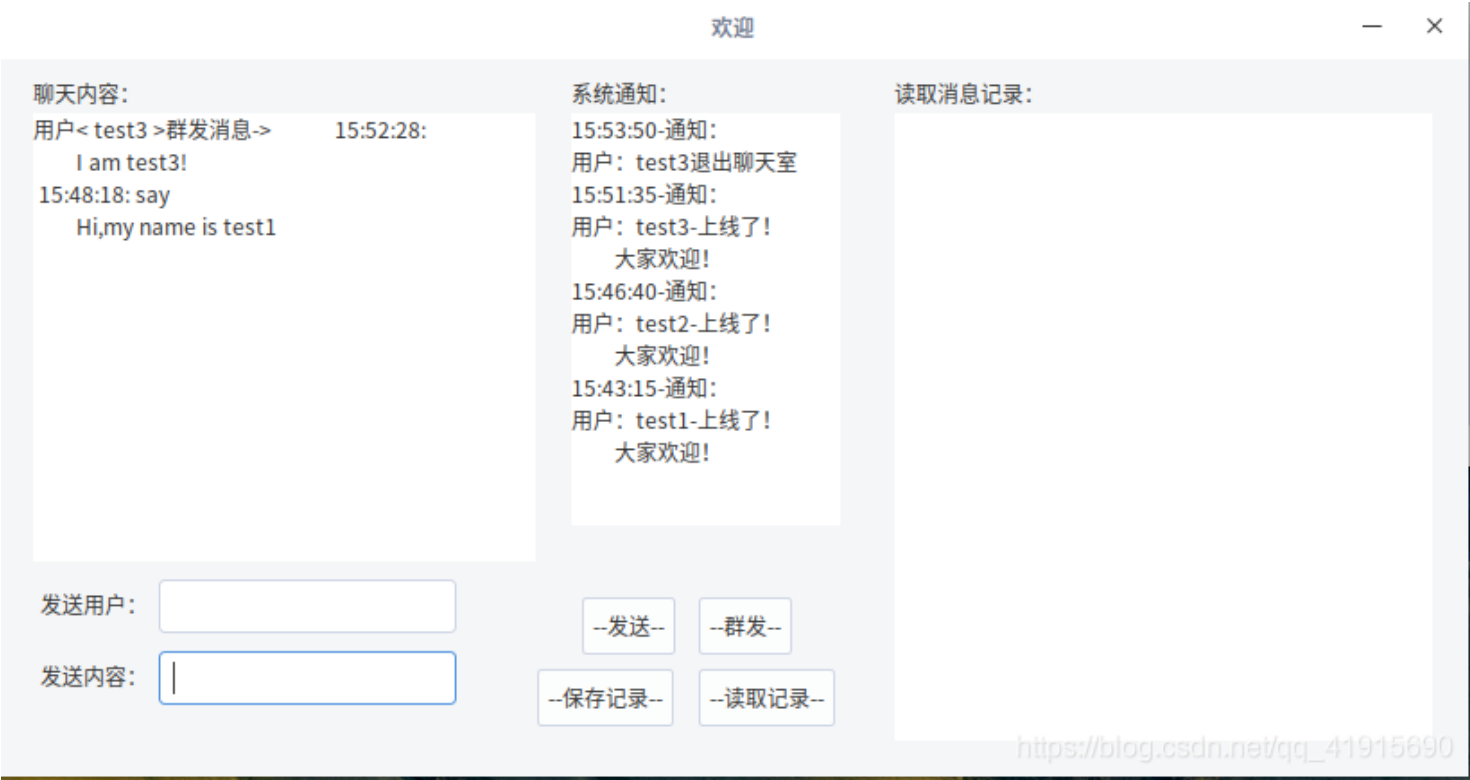 欢迎
聊天内容：
用户< test3 >群发消息-> 15:52:28:
I am test3!
15:48:18: say
Hi,my name is test1
系统通知：
15:53:50-通知：
用户：test3退出聊天室
15:51:35-通知：
用户：test3-上线了！
大家欢迎！
15:46:40-通知：
用户：test2-上线了！
大家欢迎！
15:43:15-通知：
用户：test1-上线了！
大家欢迎！
读取消息记录：
发送用户：
发送内容：
--发送--
--群发--
--保存记录--
--读取记录--
https://blog.csdn.net/qq_41915690